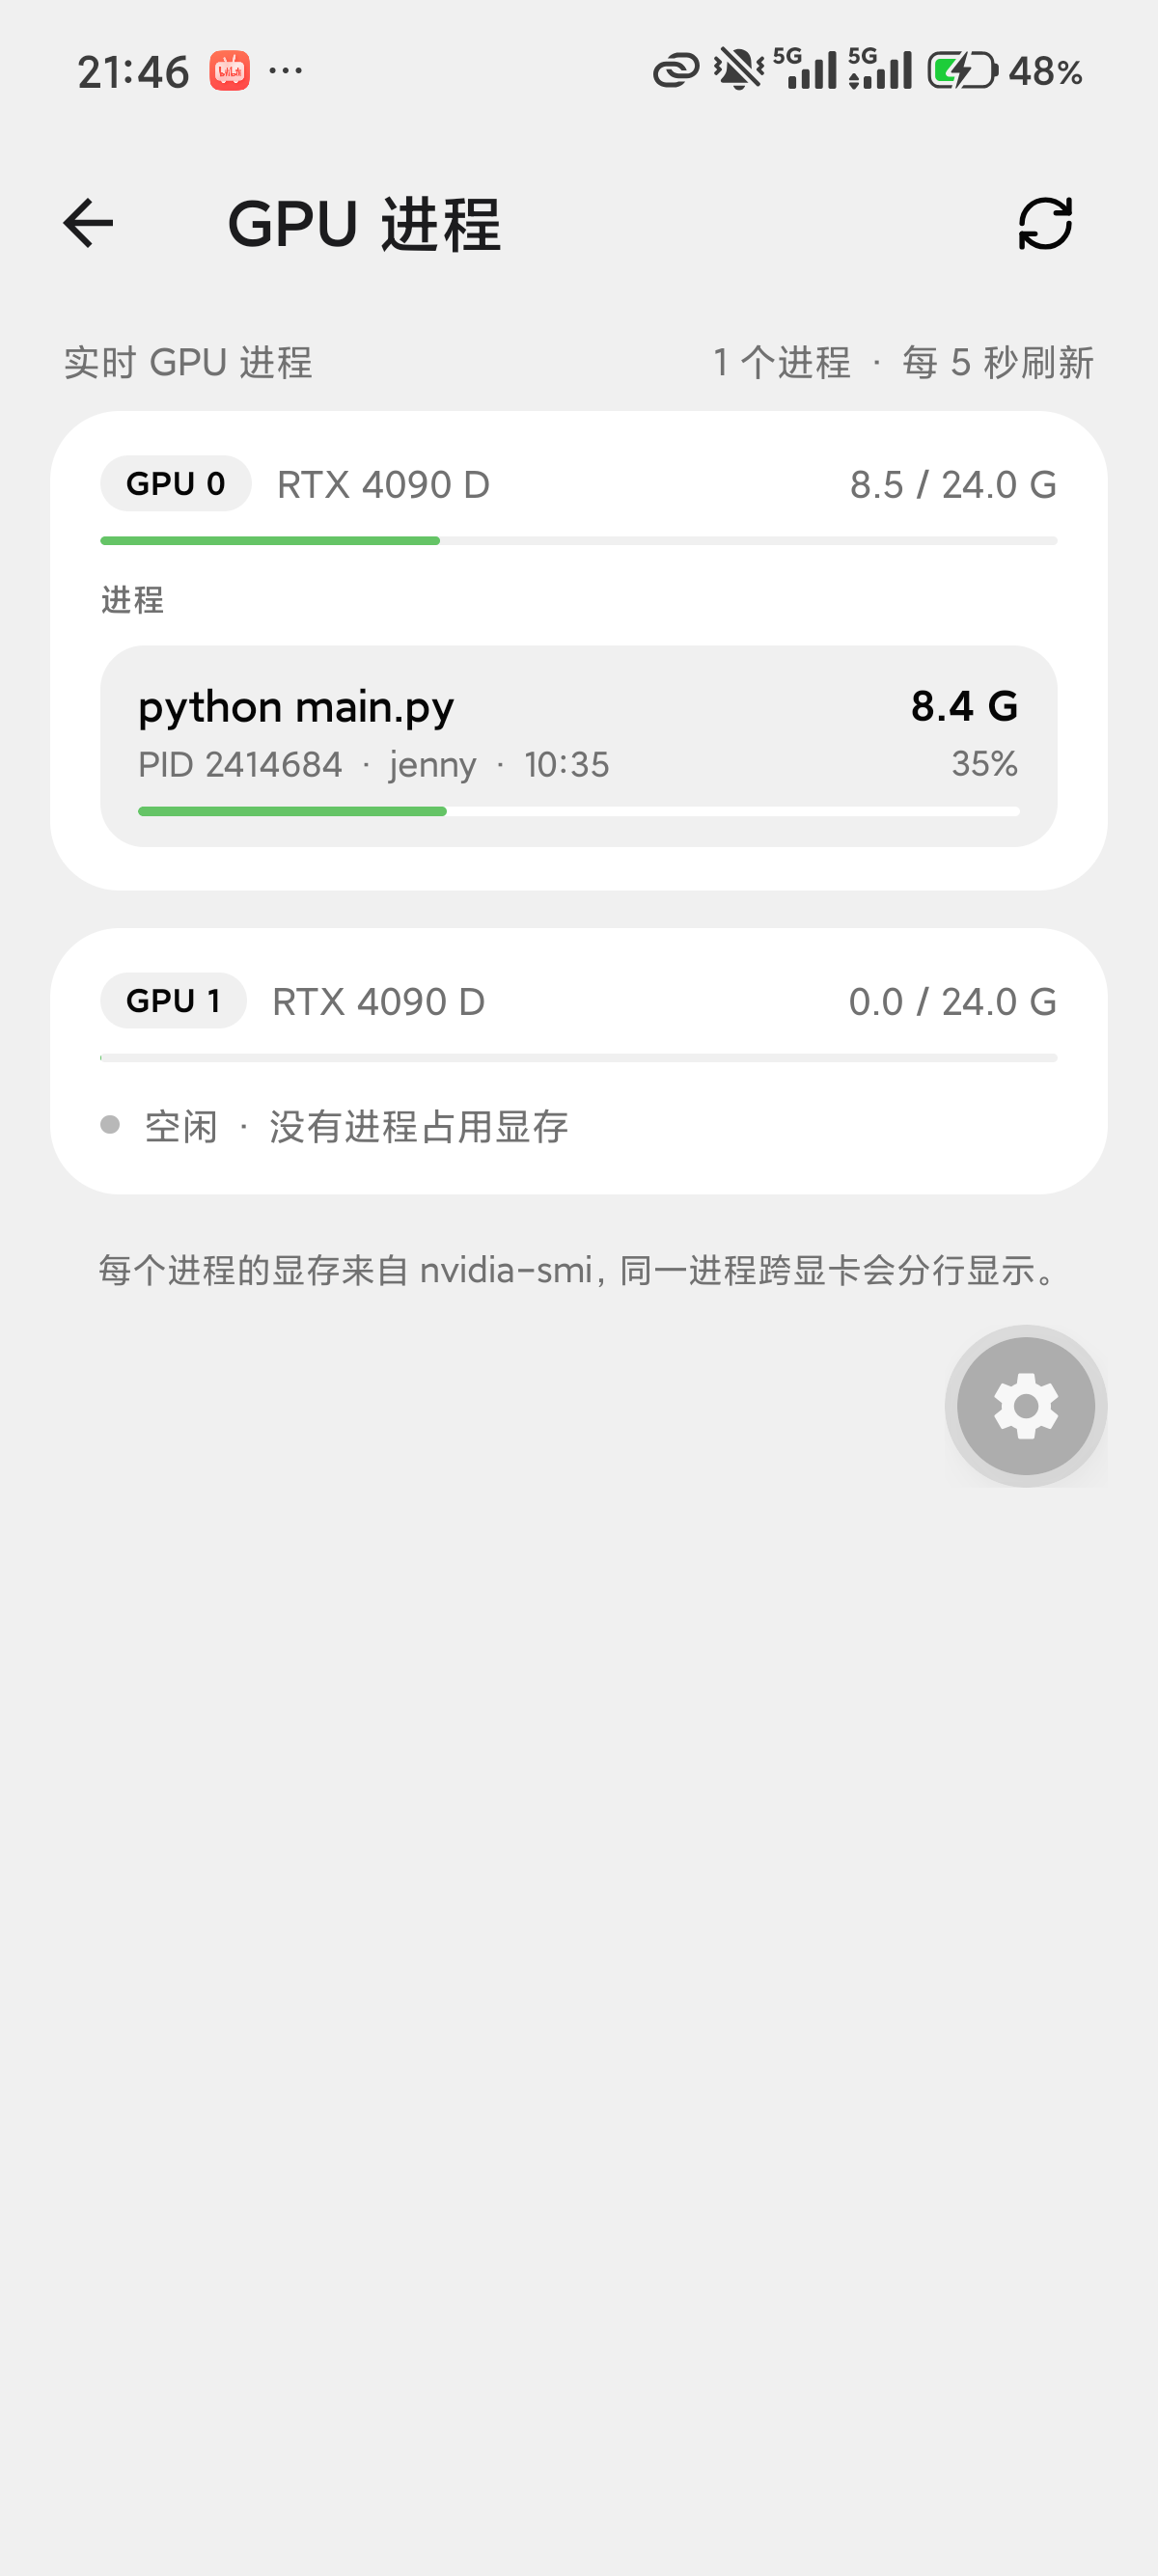 21:46 ... 5G 5G 48%
GPU 进程
实时 GPU 进程 1 个进程 · 每 5 秒刷新
GPU 0 RTX 4090 D 8.5 / 24.0 G
进程
python main.py 8.4 G
PID 2414684 · jenny · 10:35 35%
GPU 1 RTX 4090 D 0.0 / 24.0 G
空闲 · 没有进程占用显存
每个进程的显存来自 nvidia-smi, 同一进程跨显卡会分行显示。